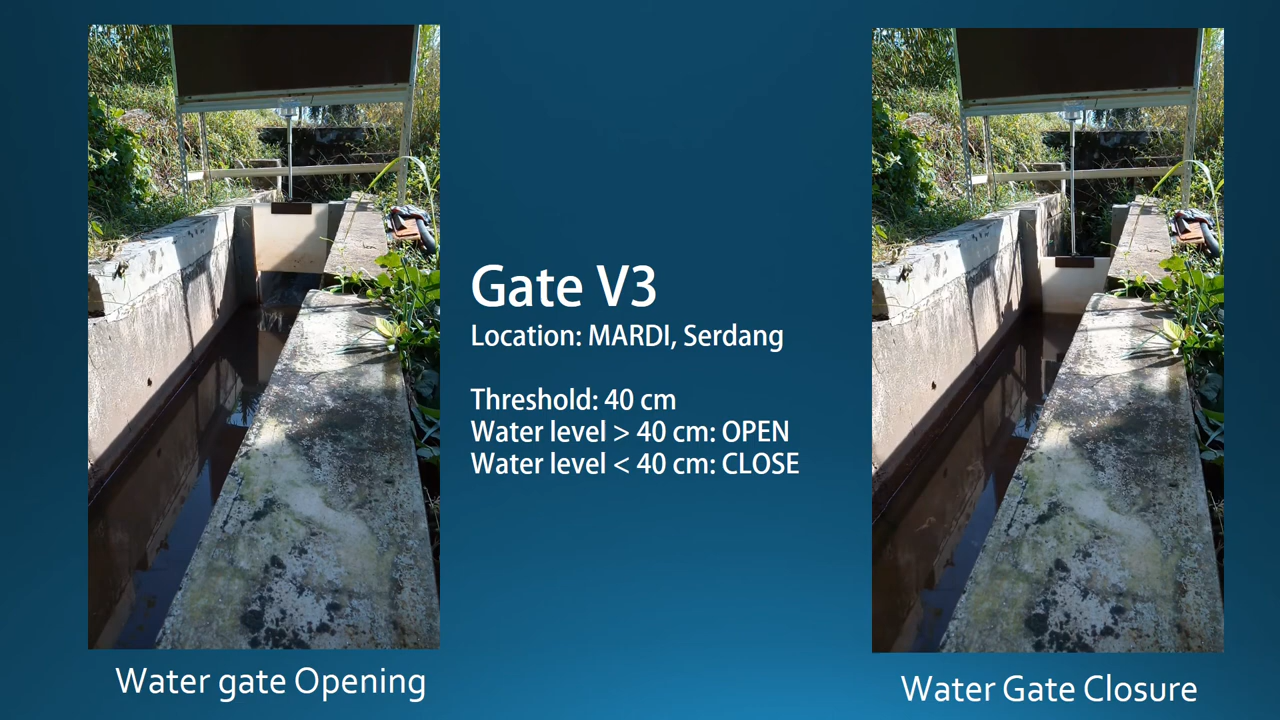 Gate V3
Location: MARDI, Serdang
Threshold: 40 cm
Water level > 40 cm: OPEN
Water level < 40 cm: CLOSE
Water gate Opening
Water Gate Closure